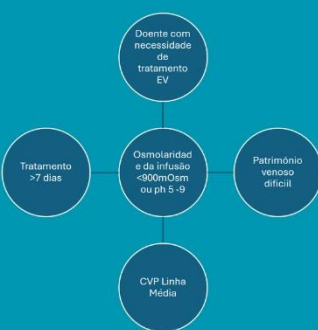 Doente com
necessidade
de
tratamento
EV
Tratamento
>7 dias
Osmolaridad
e da infusão
<900mOsm
ou ph 5 -9
Património
venoso
dificil
CVP Linha
Média